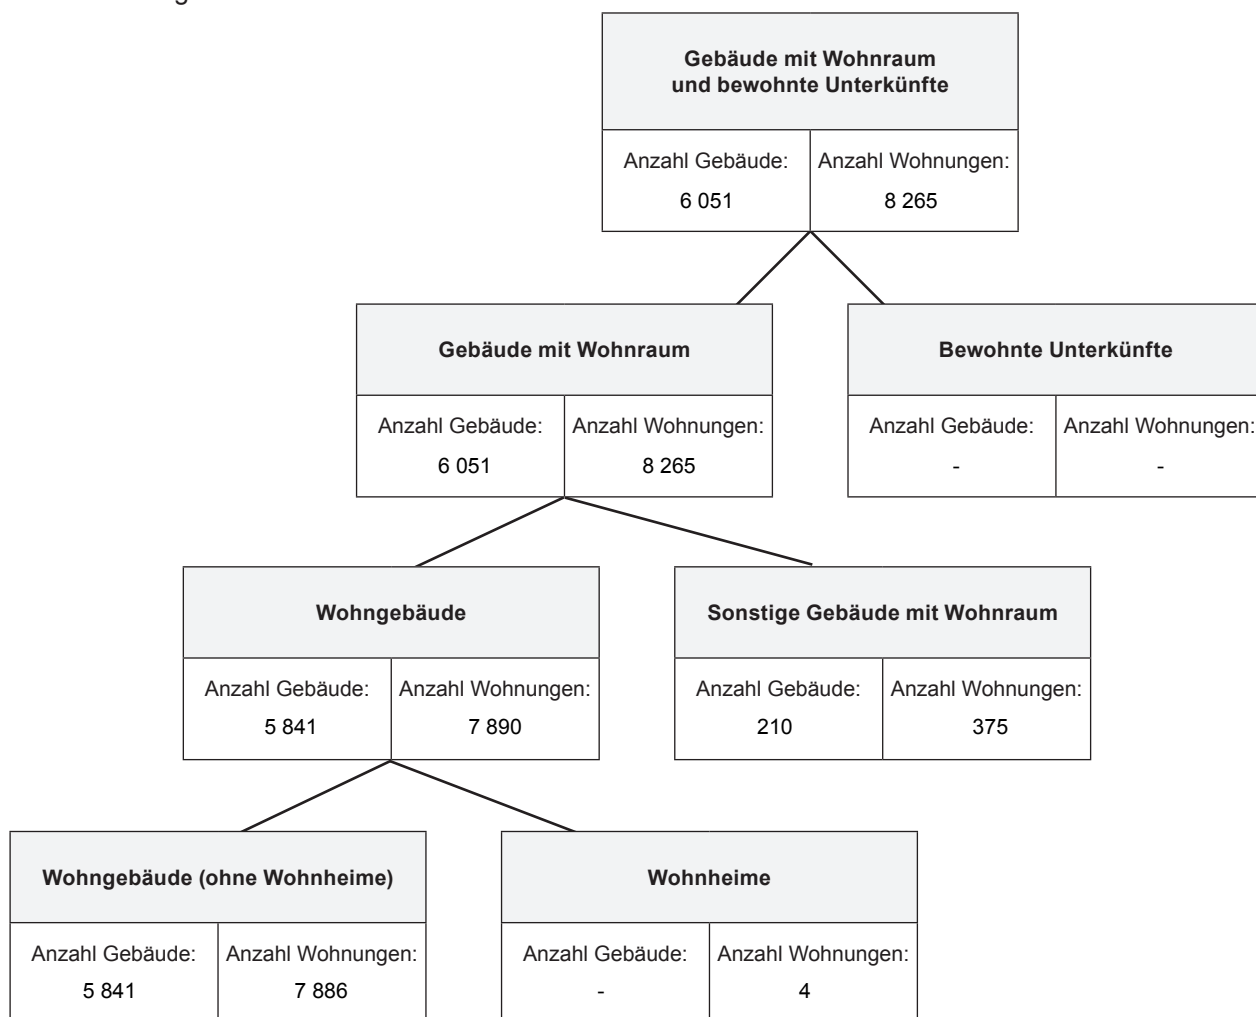 Gebäude mit Wohnraum
und bewohnte Unterkünfte
Anzahl Gebäude: Anzahl Wohnungen:
6 051 8 265
Gebäude mit Wohnraum
Anzahl Gebäude: Anzahl Wohnungen:
6 051 8 265
Bewohnte Unterkünfte
Anzahl Gebäude: Anzahl Wohnungen:
- -
Wohngebäude
Anzahl Gebäude: Anzahl Wohnungen:
5 841 7 890
Sonstige Gebäude mit Wohnraum
Anzahl Gebäude: Anzahl Wohnungen:
210 375
Wohngebäude (ohne Wohnheime)
Anzahl Gebäude: Anzahl Wohnungen:
5 841 7 886
Wohnheime
Anzahl Gebäude: Anzahl Wohnungen:
- 4